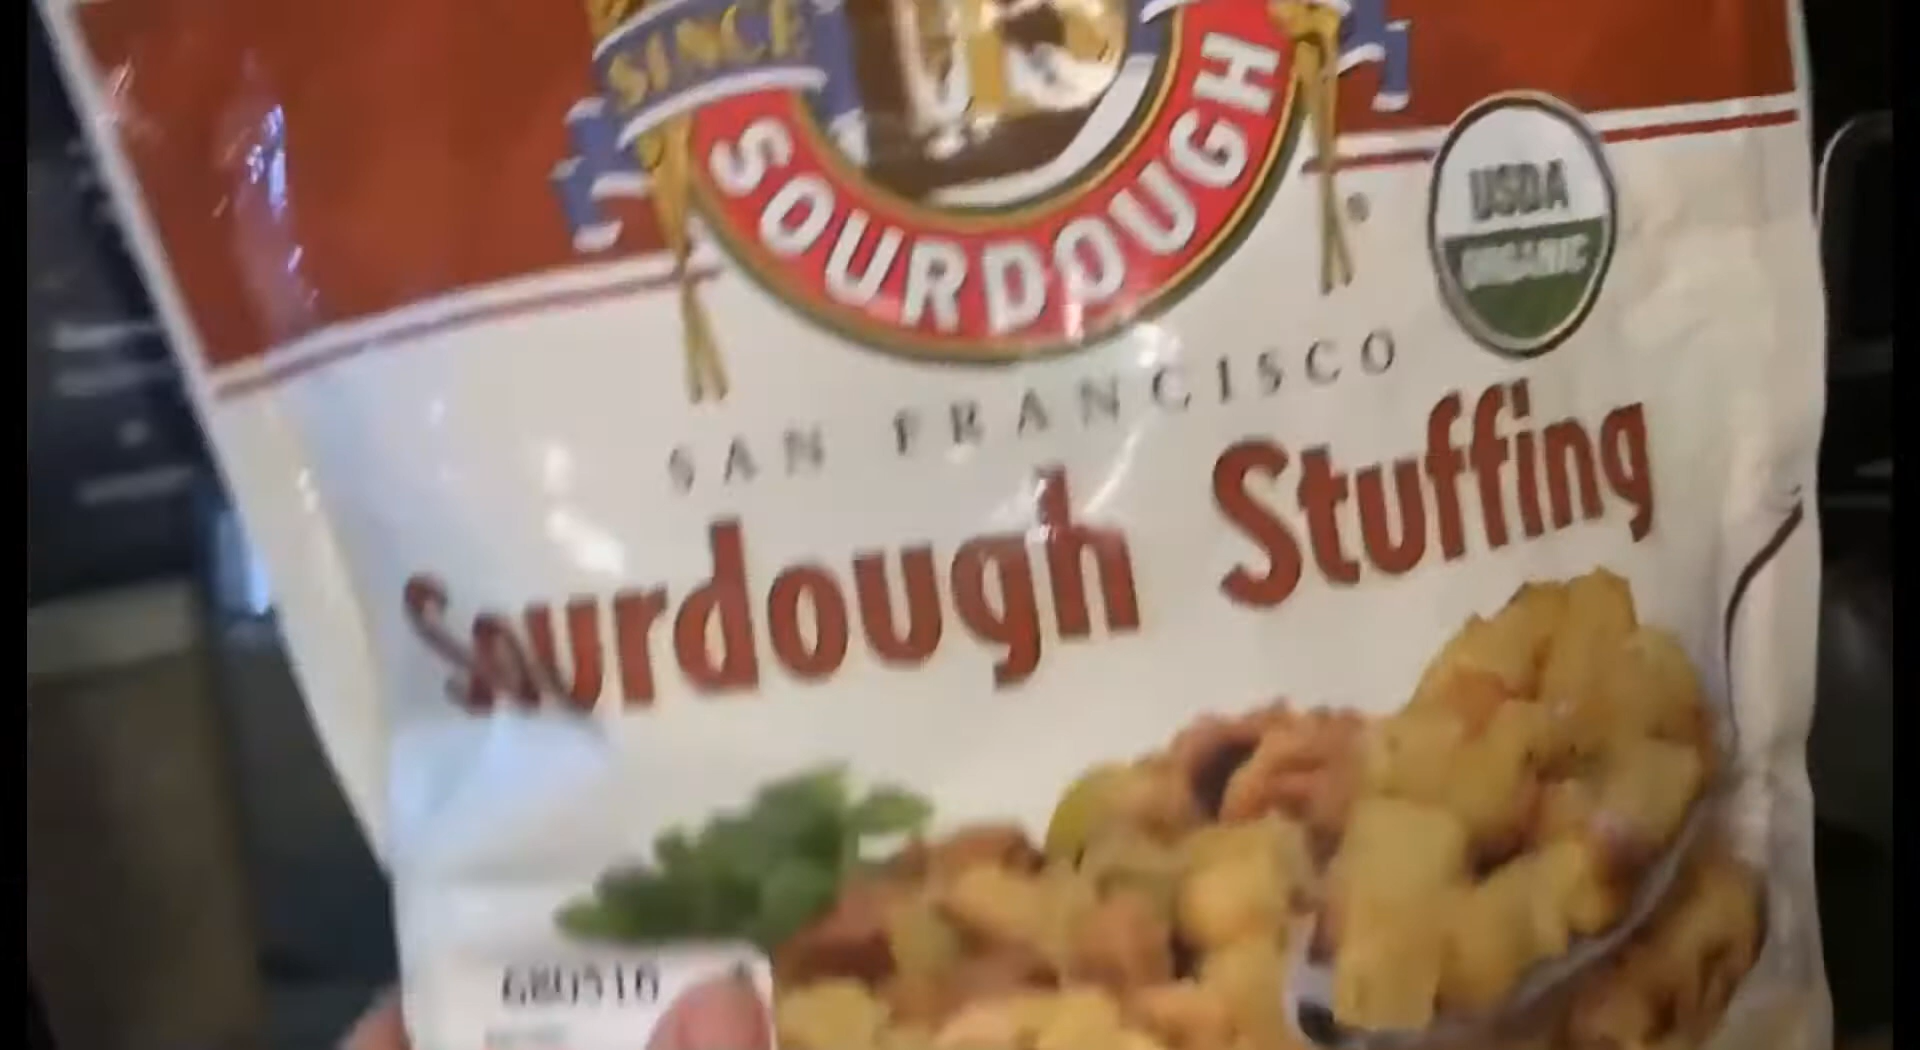 SINCE
SOURDOUGH
®
USDA
ORGANIC
SAN FRANCISCO
Sourdough Stuffing